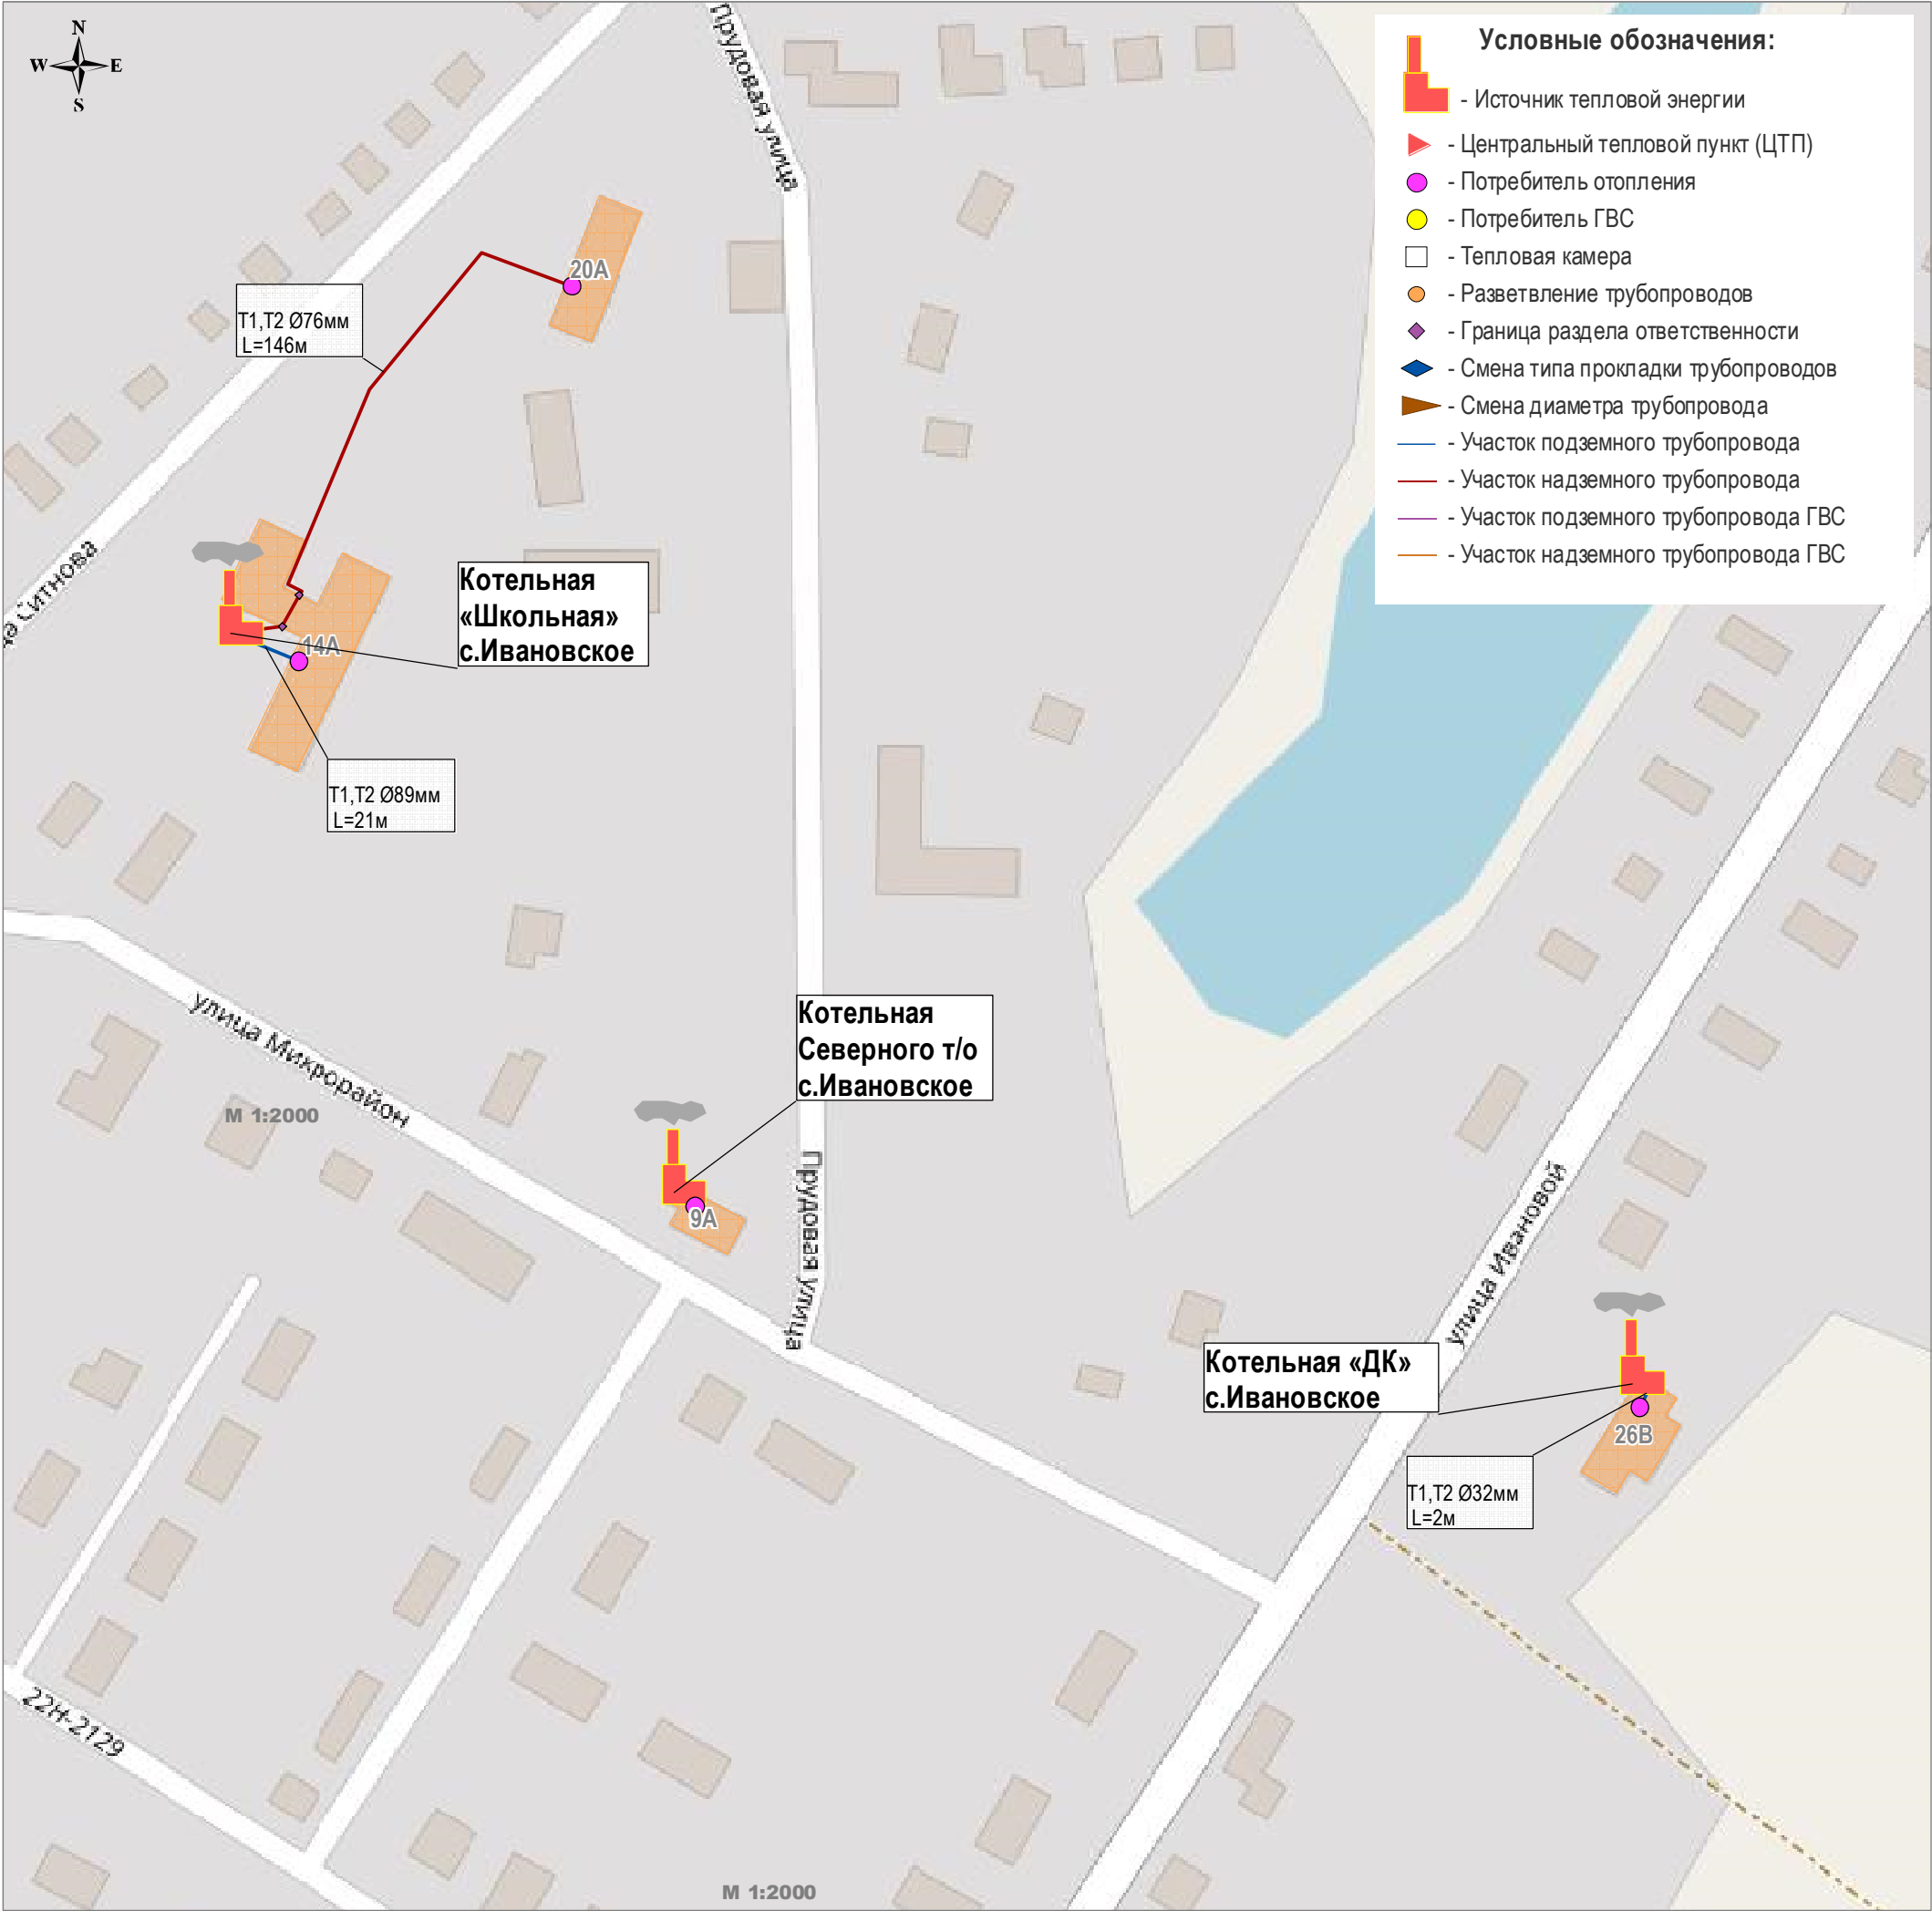 N
W E
S
Условные обозначения:
- Источник тепловой энергии
- Центральный тепловой пункт (ЦТП)
- Потребитель отопления
- Потребитель ГВС
- Тепловая камера
- Разветвление трубопроводов
- Граница раздела ответственности
- Смена типа прокладки трубопроводов
- Смена диаметра трубопровода
- Участок подземного трубопровода
- Участок надземного трубопровода
- Участок подземного трубопровода ГВС
- Участок надземного трубопровода ГВС
Прудовая улица
20А
Т1,Т2 Ø76мм
L=146м
Ситнова
Котельная
«Школьная»
с.Ивановское
14А
Т1,Т2 Ø89мм
L=21м
улица Микрорайон
М 1:2000
Котельная
Северного т/о
с.Ивановское
9А
Прудовая улица
улица Ивановой
Котельная «ДК»
с.Ивановское
26В
Т1,Т2 Ø32мм
L=2м
22Н-2129
М 1:2000